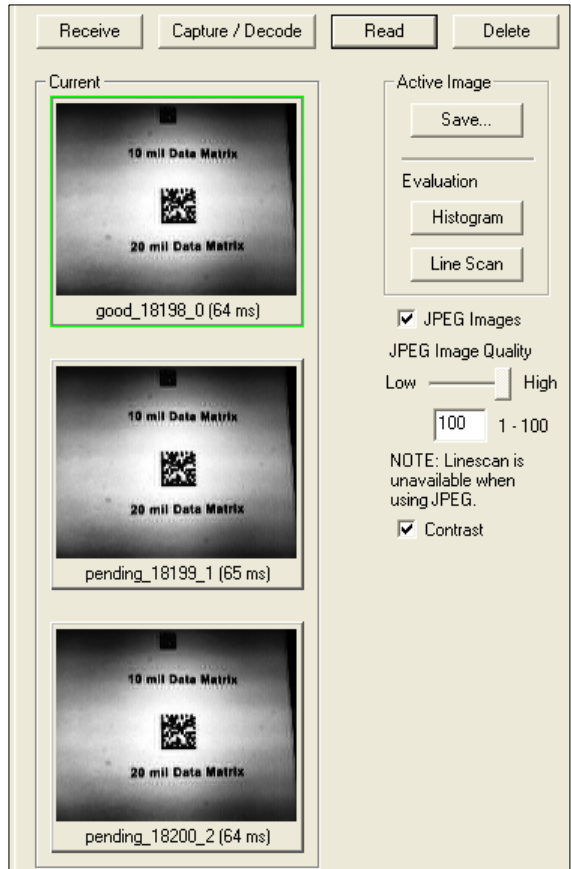 Receive Capture / Decode Read Delete
Current
10 mil Data Matrix
20 mil Data Matrix
good_18198_0 (64 ms)
10 mil Data Matrix
20 mil Data Matrix
pending_18199_1 (65 ms)
10 mil Data Matrix
20 mil Data Matrix
pending_18200_2 (64 ms)
Active Image
Save...
Evaluation
Histogram
Line Scan
JPEG Images
JPEG Image Quality
Low High
100 1 - 100
NOTE: Linescan is
unavailable when
using JPEG.
Contrast